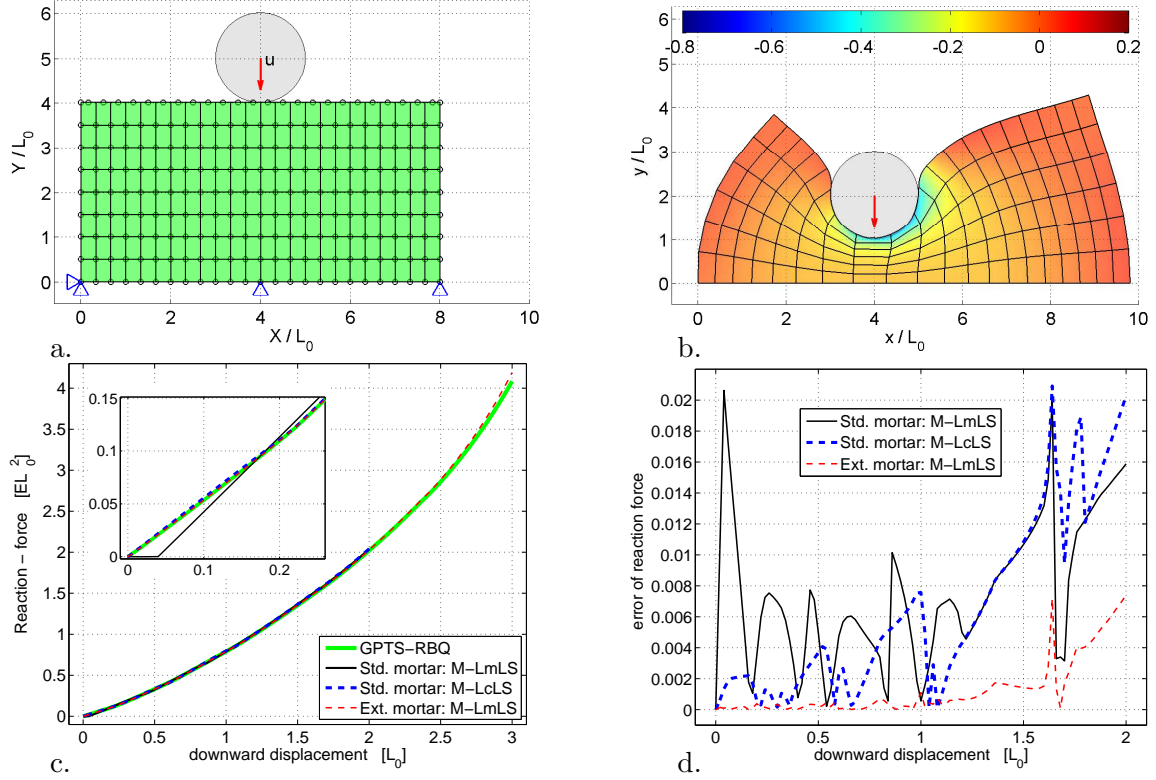 6
5
4
3
2
1
0
Y / L0
u
0 2 4 6 8
X / L0
a.
-0.8 -0.6 -0.4 -0.2 0 0.2
6
5
4
3
2
1
0
y / L0
0 2 4 6 8 10
x / L0
b.
4
3.5
3
2.5
2
1.5
1
0.5
0
Reaction − force [EL0^2]
0.15
0.1
0.05
0
0 0.1 0.2
GPTS−RBQ
Std. mortar: M−LmLS
Std. mortar: M−LcLS
Ext. mortar: M−LmLS
0 0.5 1 1.5 2 2.5 3
downward displacement [L0]
c.
0.02
0.018
0.016
0.014
0.012
0.01
0.008
0.006
0.004
0.002
0
error of reaction force
Std. mortar: M−LmLS
Std. mortar: M−LcLS
Ext. mortar: M−LmLS
0 0.5 1 1.5 2
downward displacement [L0]
d.